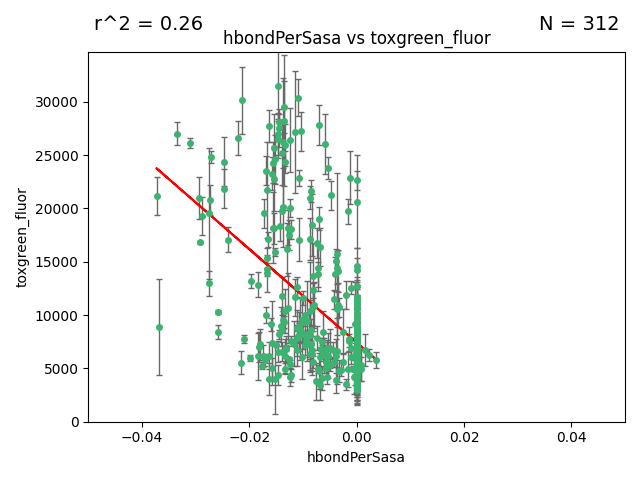 r^2 = 0.26
N = 312
hbondPerSasa vs toxgreen_fluor
toxgreen_fluor
30000
25000
20000
15000
10000
5000
0
−0.04
−0.02
0.00
0.02
0.04
hbondPerSasa